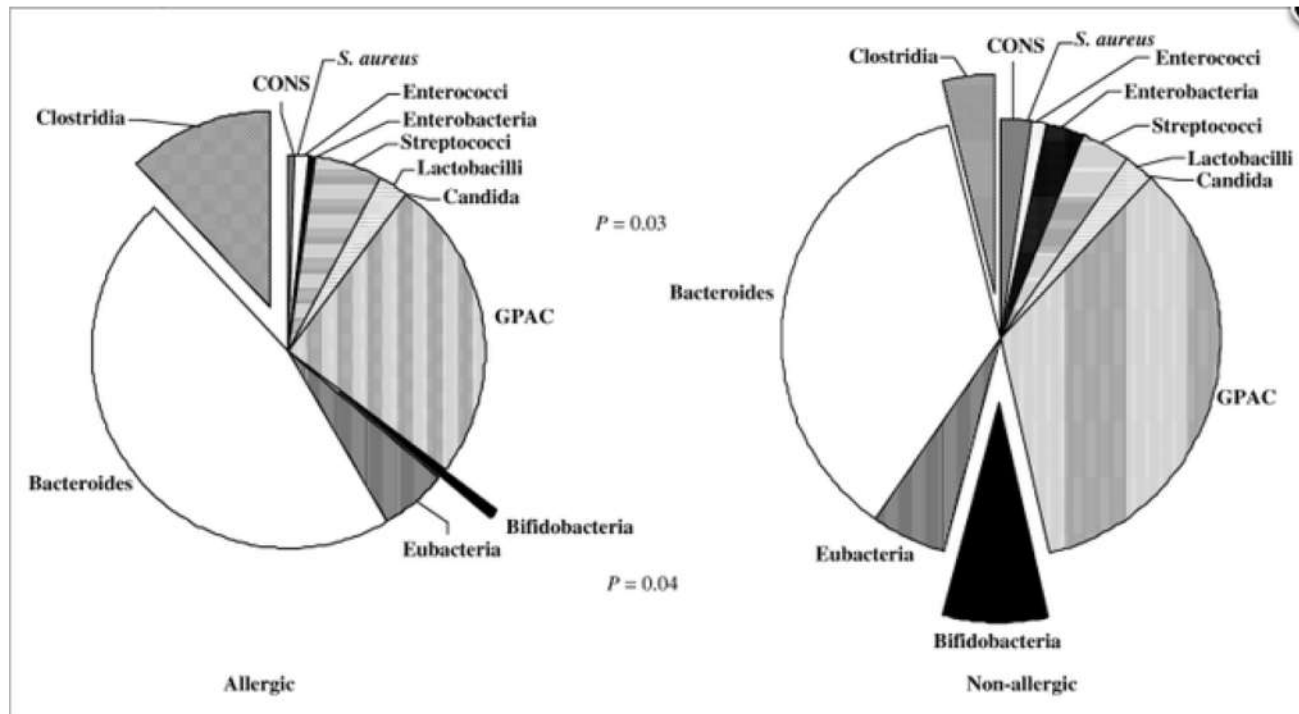 S. aureus
CONS
Enterococci
Clostridia
Enterobacteria
Streptococci
Lactobacilli
Candida
GPAC
Bacteroides
Bifidobacteria
Eubacteria
Allergic
P = 0.03
P = 0.04
S. aureus
CONS
Clostridia
Enterococci
Enterobacteria
Streptococci
Lactobacilli
Candida
Bacteroides
GPAC
Eubacteria
Bifidobacteria
Non-allergic